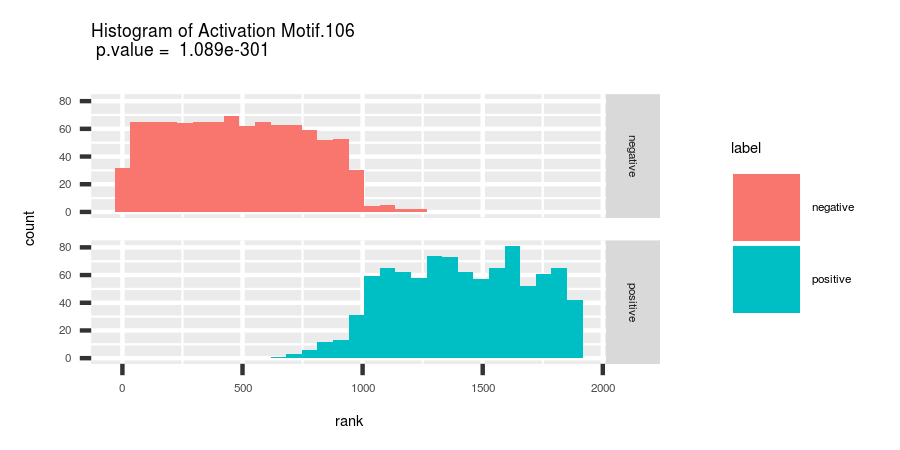 Histogram of Activation Motif.106
p.value = 1.089e-301
count
80
60
40
20
0
negative
80
60
40
20
0
positive
0 500 1000 1500 2000
rank
label
negative
positive